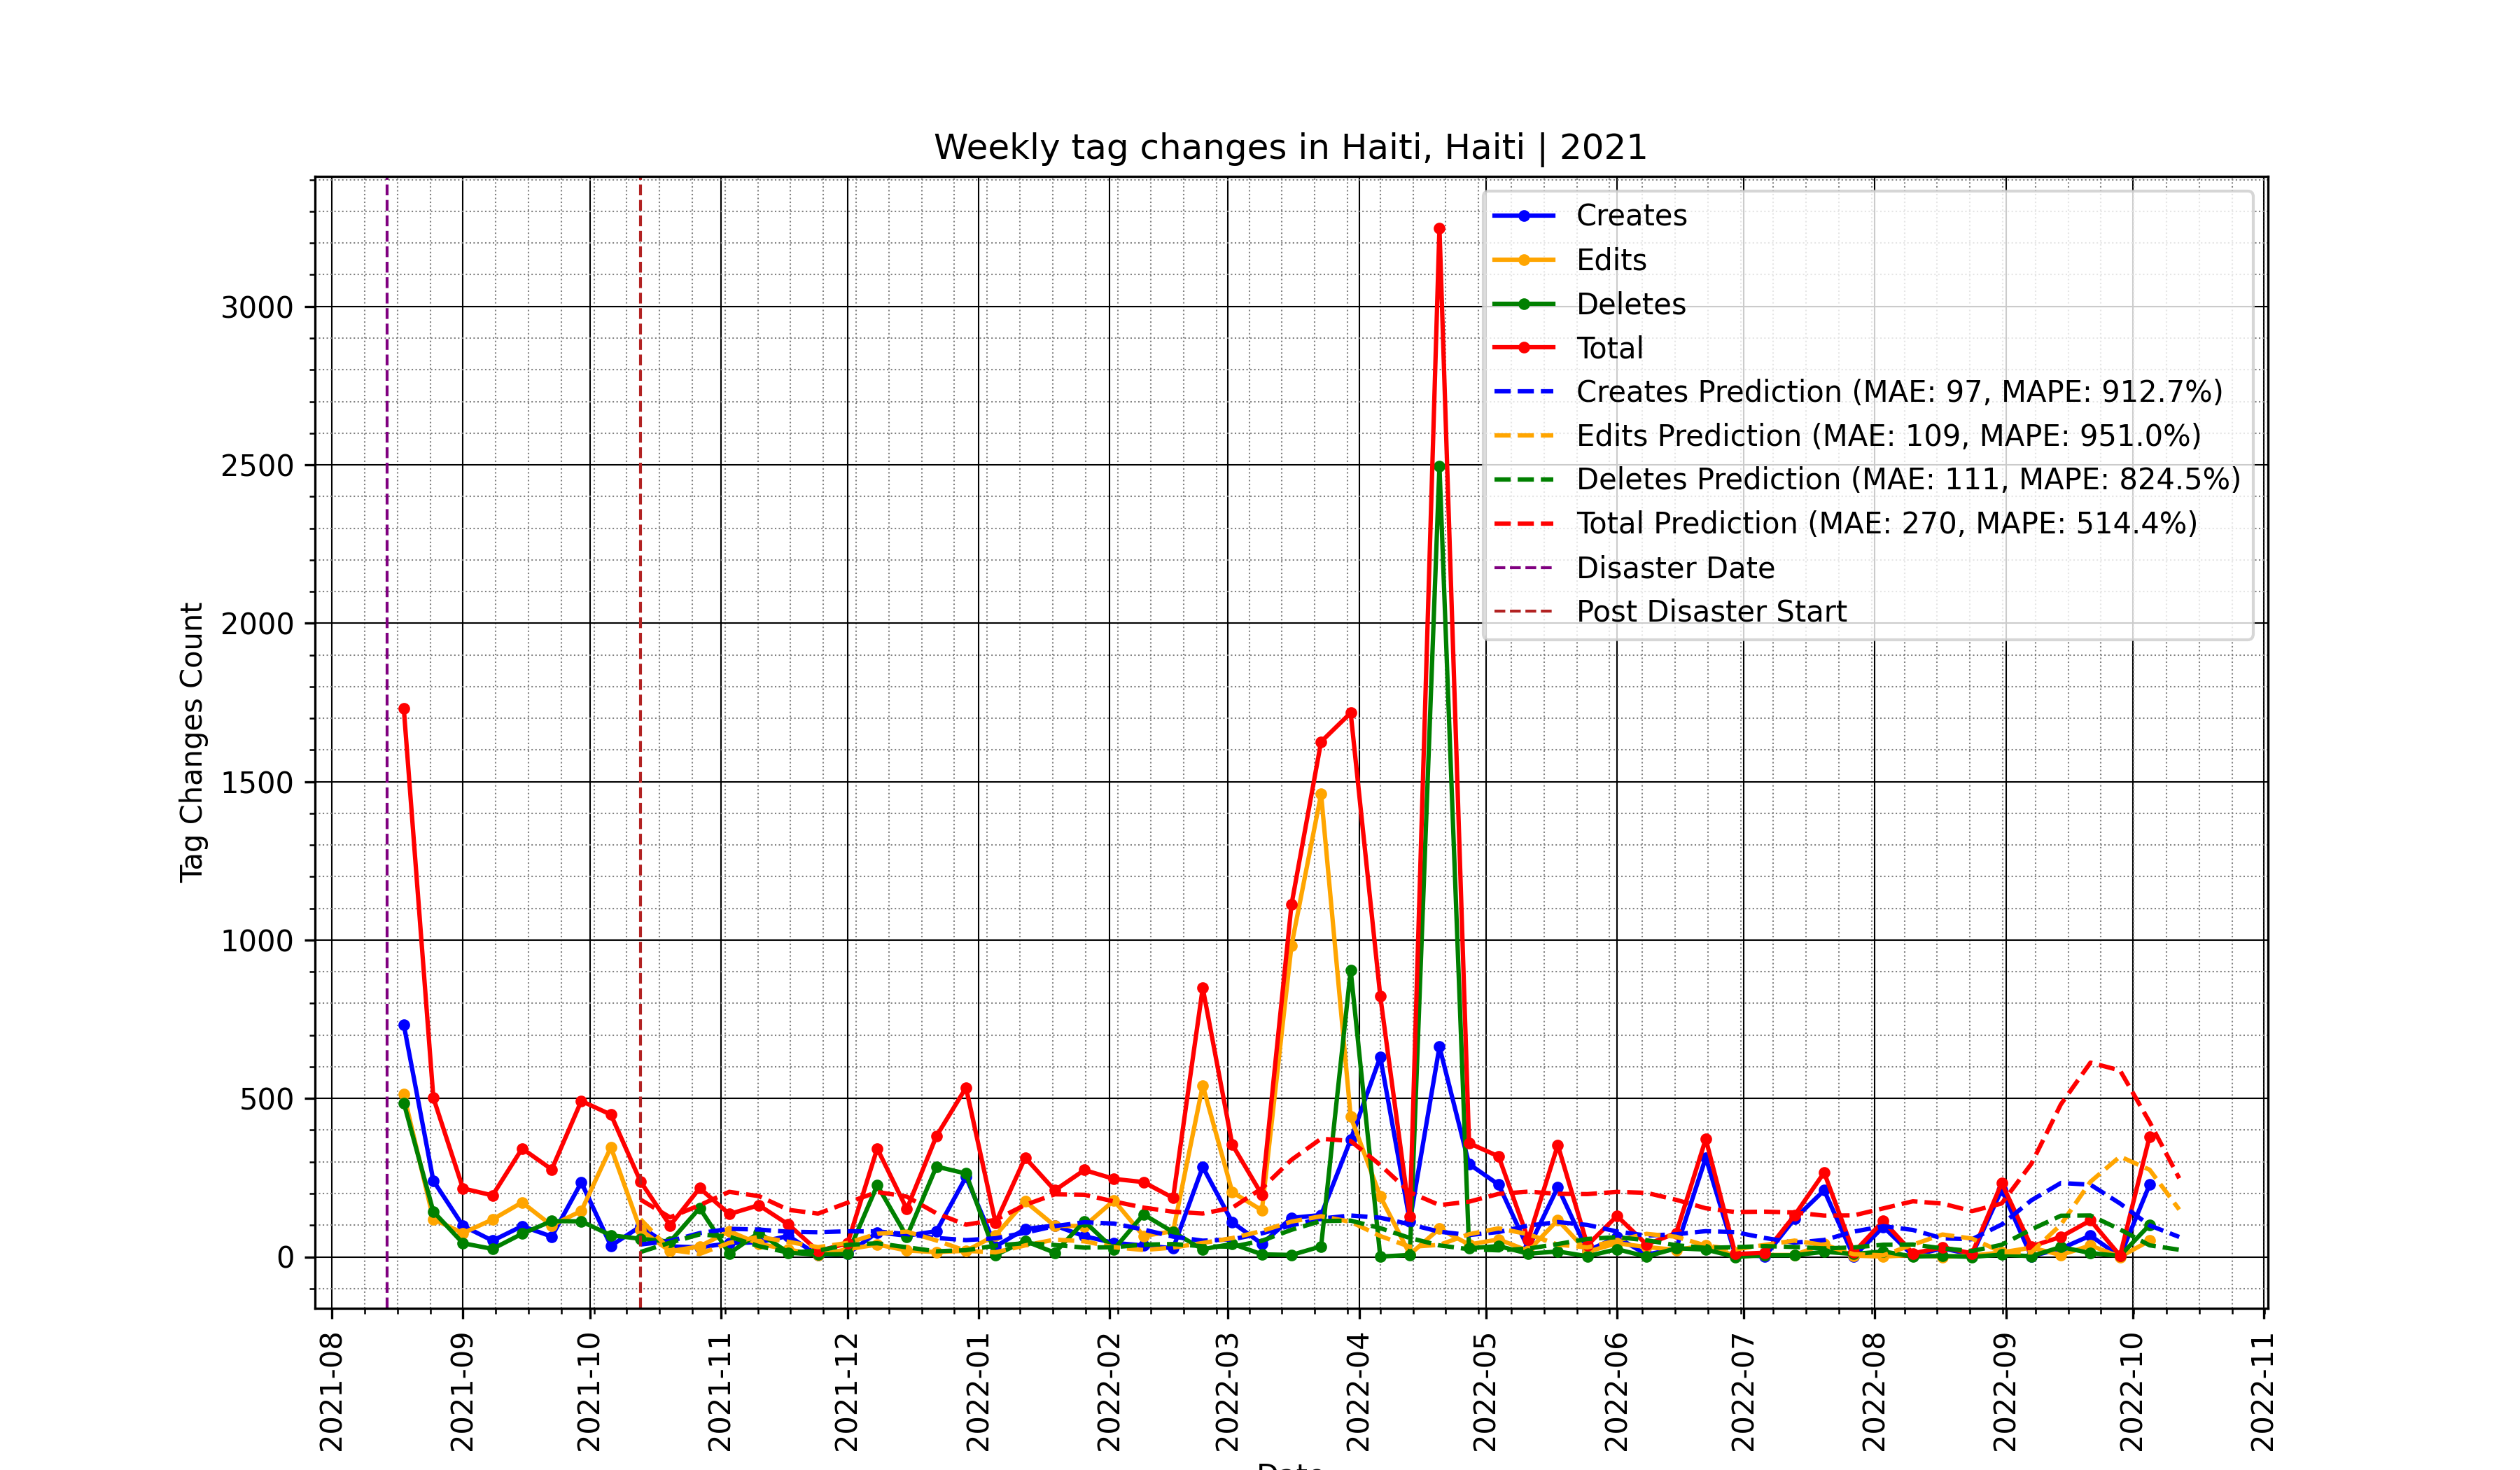 Weekly tag changes in Haiti, Haiti | 2021
Tag Changes Count
3000
2500
2000
1500
1000
500
0
Creates
Edits
Deletes
Total
Creates Prediction (MAE: 97, MAPE: 912.7%)
Edits Prediction (MAE: 109, MAPE: 951.0%)
Deletes Prediction (MAE: 111, MAPE: 824.5%)
Total Prediction (MAE: 270, MAPE: 514.4%)
Disaster Date
Post Disaster Start
2021-08
2021-09
2021-10
2021-11
2021-12
2022-01
2022-02
2022-03
2022-04
2022-05
2022-06
2022-07
2022-08
2022-09
2022-10
2022-11
Date